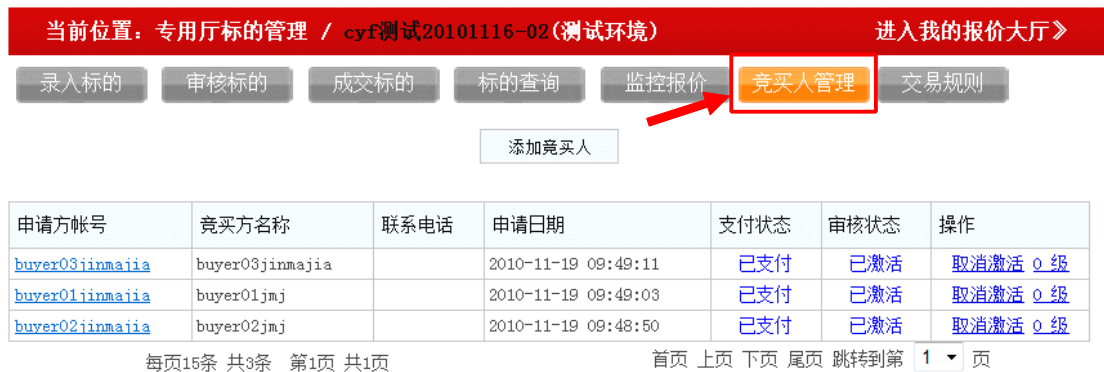 当前位置：专用厅标的管理 / cyf测试20101116-02(测试环境) 进入我的报价大厅》
录入标的 审核标的 成交标的 标的查询 监控报价 竞买人管理 交易规则
添加竞买人
申请方帐号 竞买方名称 联系电话 申请日期 支付状态 审核状态 操作
buyer03jinmajia buyer03jinmajia 2010-11-19 09:49:11 已支付 已激活 取消激活 0 级
buyer01jinmajia buyer01jmj 2010-11-19 09:49:03 已支付 已激活 取消激活 0 级
buyer02jinmajia buyer02jmj 2010-11-19 09:48:50 已支付 已激活 取消激活 0 级
每页15条 共3条 第1页 共1页 首页 上页 下页 尾页 跳转到第 1 页